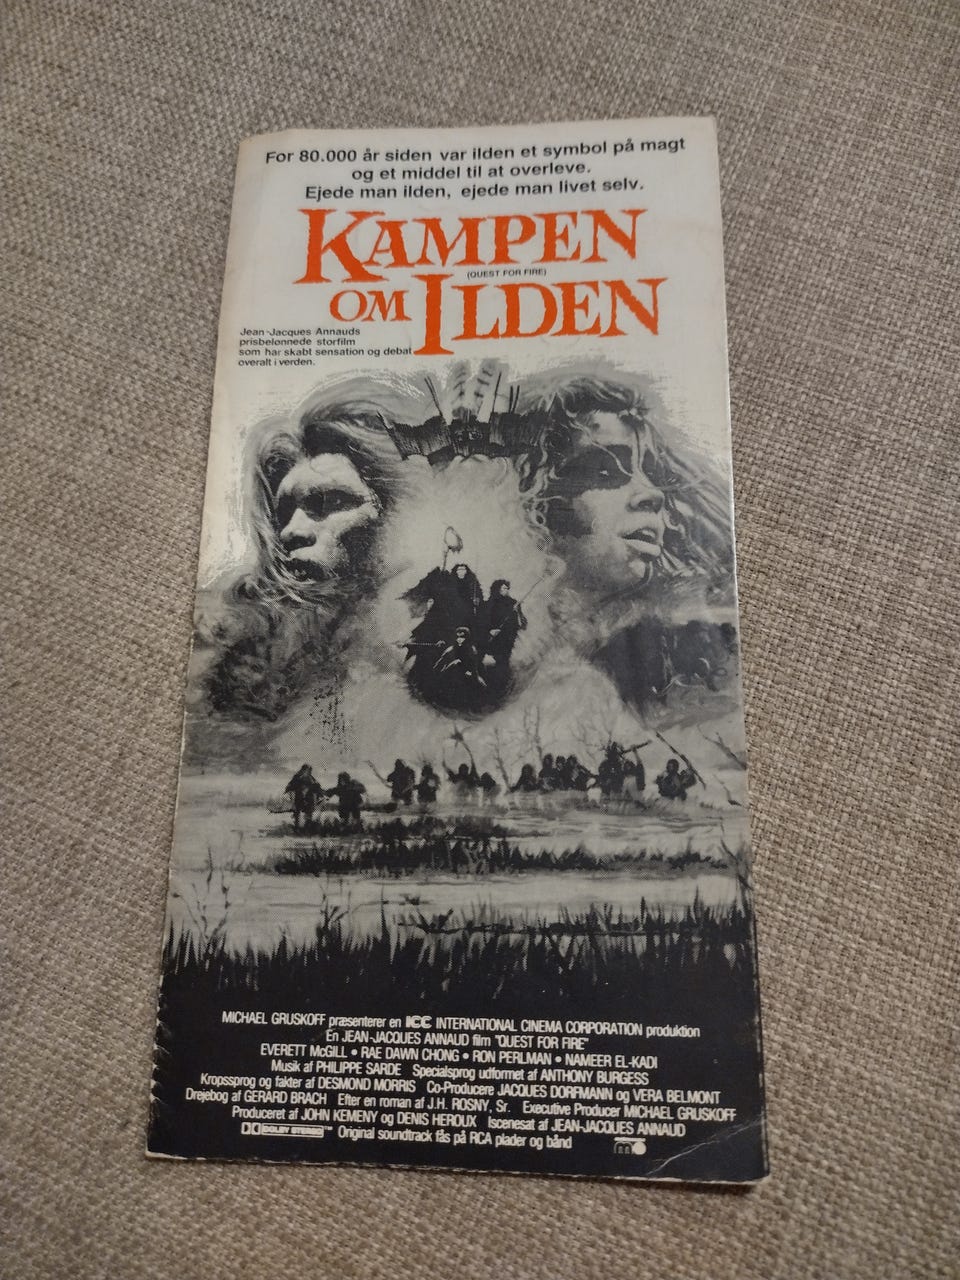 For 80.000 år siden var ilden et symbol på magt
og et middel til at overleve.
Ejede man ilden, ejede man livet selv.
KAMPEN
(QUEST FOR FIRE)
OM ILDEN
Jean-Jacques Annauds
prisbelønnede storfilm
som har skabt sensation og debat
overalt i verden.
MICHAEL GRUSKOFF præsenterer en ICC INTERNATIONAL CINEMA CORPORATION produktion
En JEAN-JACQUES ANNAUD film "QUEST FOR FIRE"
EVERETT McGILL • RAE DAWN CHONG • RON PERLMAN • NAMEER EL-KADI
Musik af PHILIPPE SARDE Specialsprog udformet af ANTHONY BURGESS
Kropssprog og fakter af DESMOND MORRIS Co-Producere JACQUES DORFMANN og VERA BELMONT
Drejebog af GERARD BRACH Efter en roman af J.H. ROSNY, Sr. Executive Producer MICHAEL GRUSKOFF
Produceret af JOHN KEMENY og DENIS HEROUX Iscenesat af JEAN-JACQUES ANNAUD
DOLBY STEREO™ Original soundtrack fås på RCA plader og bånd